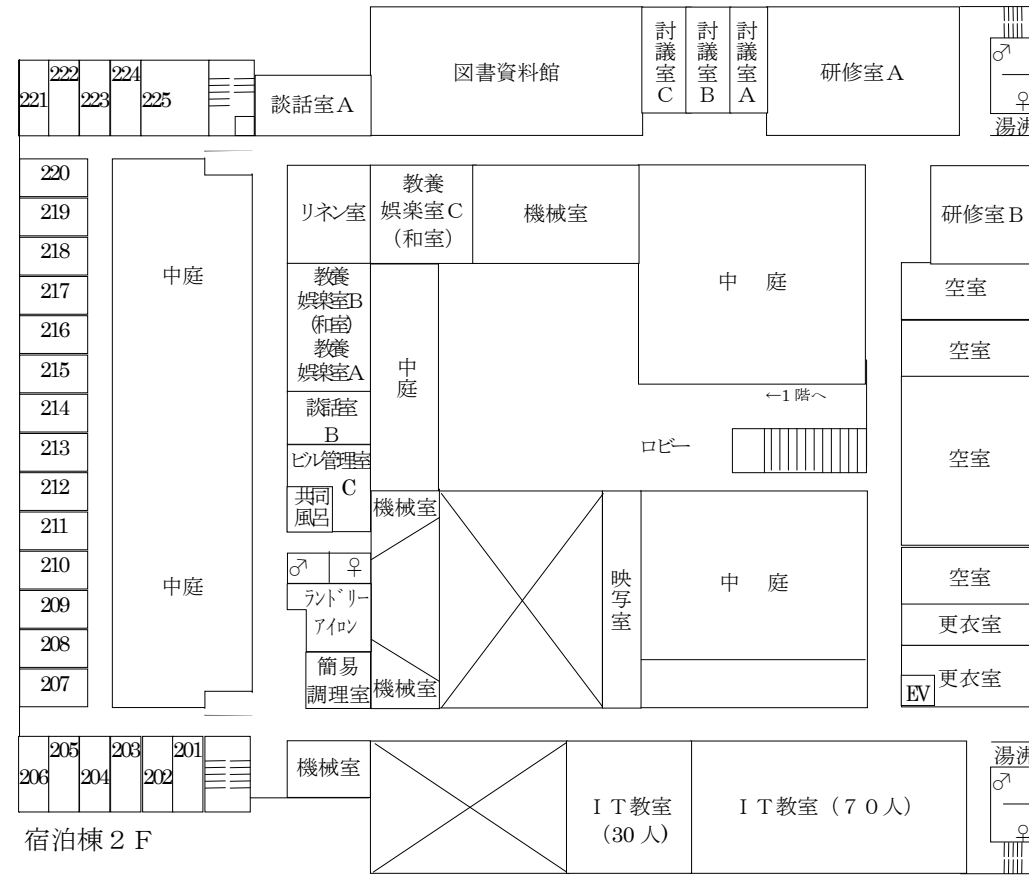 図書資料館
討議室C
討議室B
討議室A
研修室A
♂
♀
湯沸
221
222
223
224
225
談話室A
220
219
218
217
216
215
214
213
212
211
210
209
208
207
中庭
中庭
リネン室
教養
娯楽室C
(和室)
機械室
教養
娯楽室B
(和室)
教養
娯楽室A
談話室
B
ビル管理室
C
共同
風呂
♂
♀
ランドリー
アイロン
簡易
調理室
中庭
機械室
機械室
映写室
中 庭
←1階へ
ロビー
中 庭
研修室B
空室
空室
空室
空室
更衣室
更衣室
EV
206
205
204
203
202
201
機械室
IT教室
(30人)
IT教室(70人)
湯沸
♂
♀
宿泊棟2F